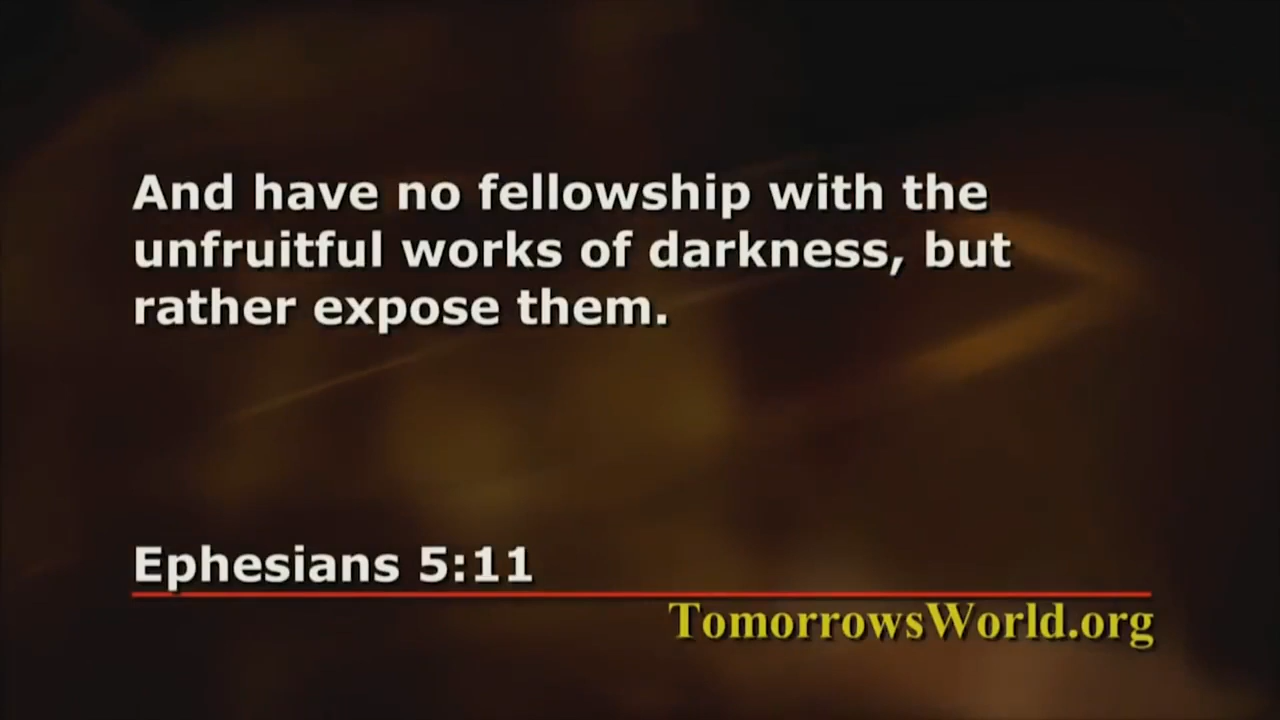 And have no fellowship with the
unfruitful works of darkness, but
rather expose them.
Ephesians 5:11
TomorrowsWorld.org